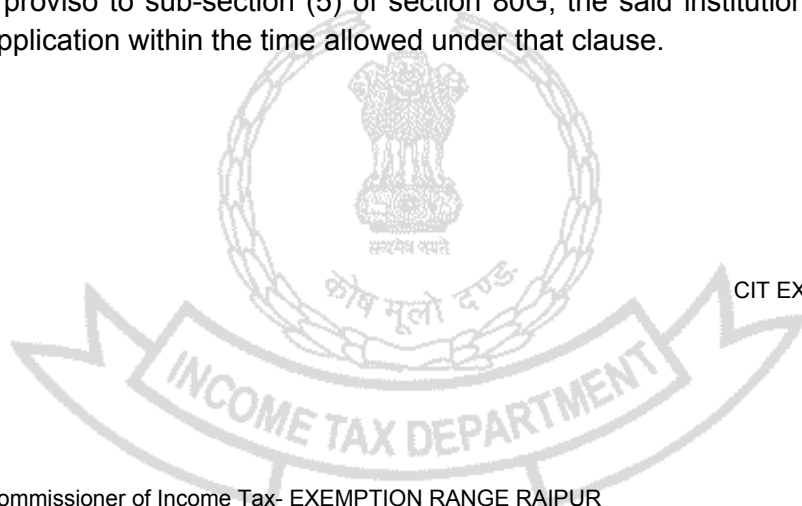 proviso to sub-section (5) of section 80G, the said institution
pplication within the time allowed under that clause.
सत्यमेव जयते
कोष मूलो दण्डः
CIT EX
INCOME TAX DEPARTMENT
ommissioner of Income Tax- EXEMPTION RANGE RAIPUR